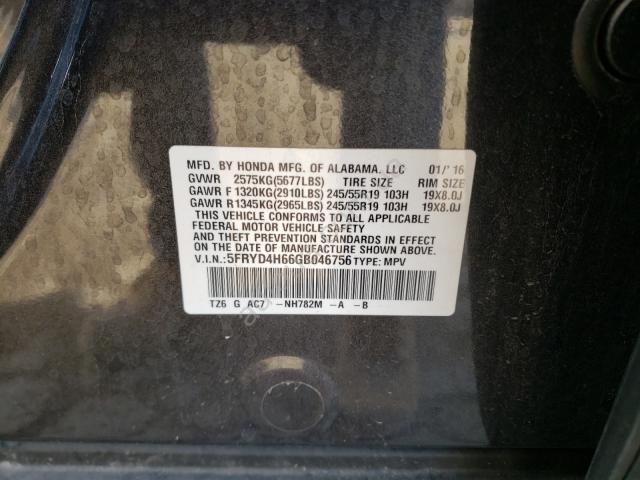 MFD. BY HONDA MFG. OF ALABAMA, LLC 01/'16
GVWR 2575KG(5677LBS) TIRE SIZE RIM SIZE
GAWR F 1320KG(2910LBS) 245/55R19 103H 19X8.0J
GAWR R1345KG(2965LBS) 245/55R19 103H 19X8.0J
THIS VEHICLE CONFORMS TO ALL APPLICABLE
FEDERAL MOTOR VEHICLE SAFETY
AND THEFT PREVENTION STANDARDS IN EFFECT
ON THE DATE OF MANUFACTURE SHOWN ABOVE.
V.I.N.:5FRYD4H66GB046756 TYPE: MPV
TZ6 G AC7 -NH782M -A -B